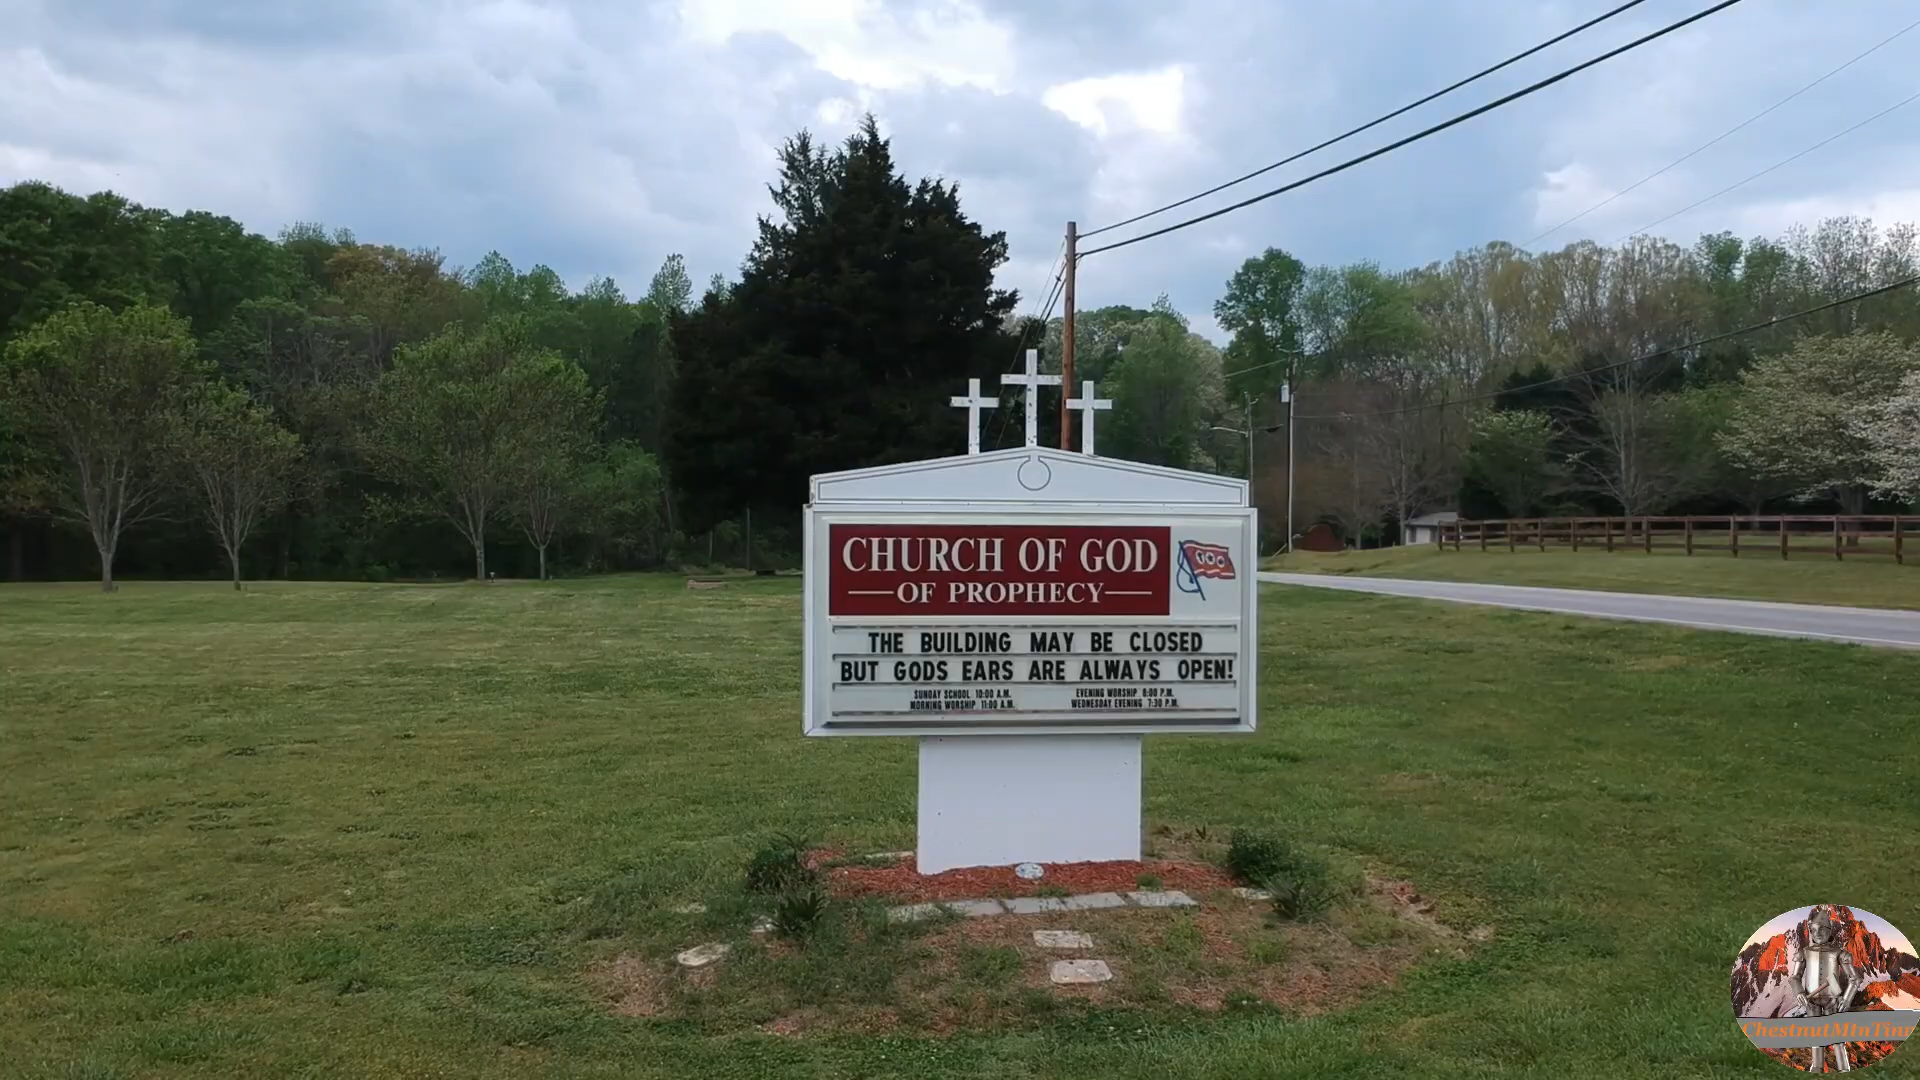 CHURCH OF GOD
OF PROPHECY
THE BUILDING MAY BE CLOSED
BUT GODS EARS ARE ALWAYS OPEN!
SUNDAY SCHOOL 10:00 A.M.
MORNING WORSHIP 11:00 A.M.
EVENING WORSHIP 6:00 P.M.
WEDNESDAY EVENING 7:30 P.M.